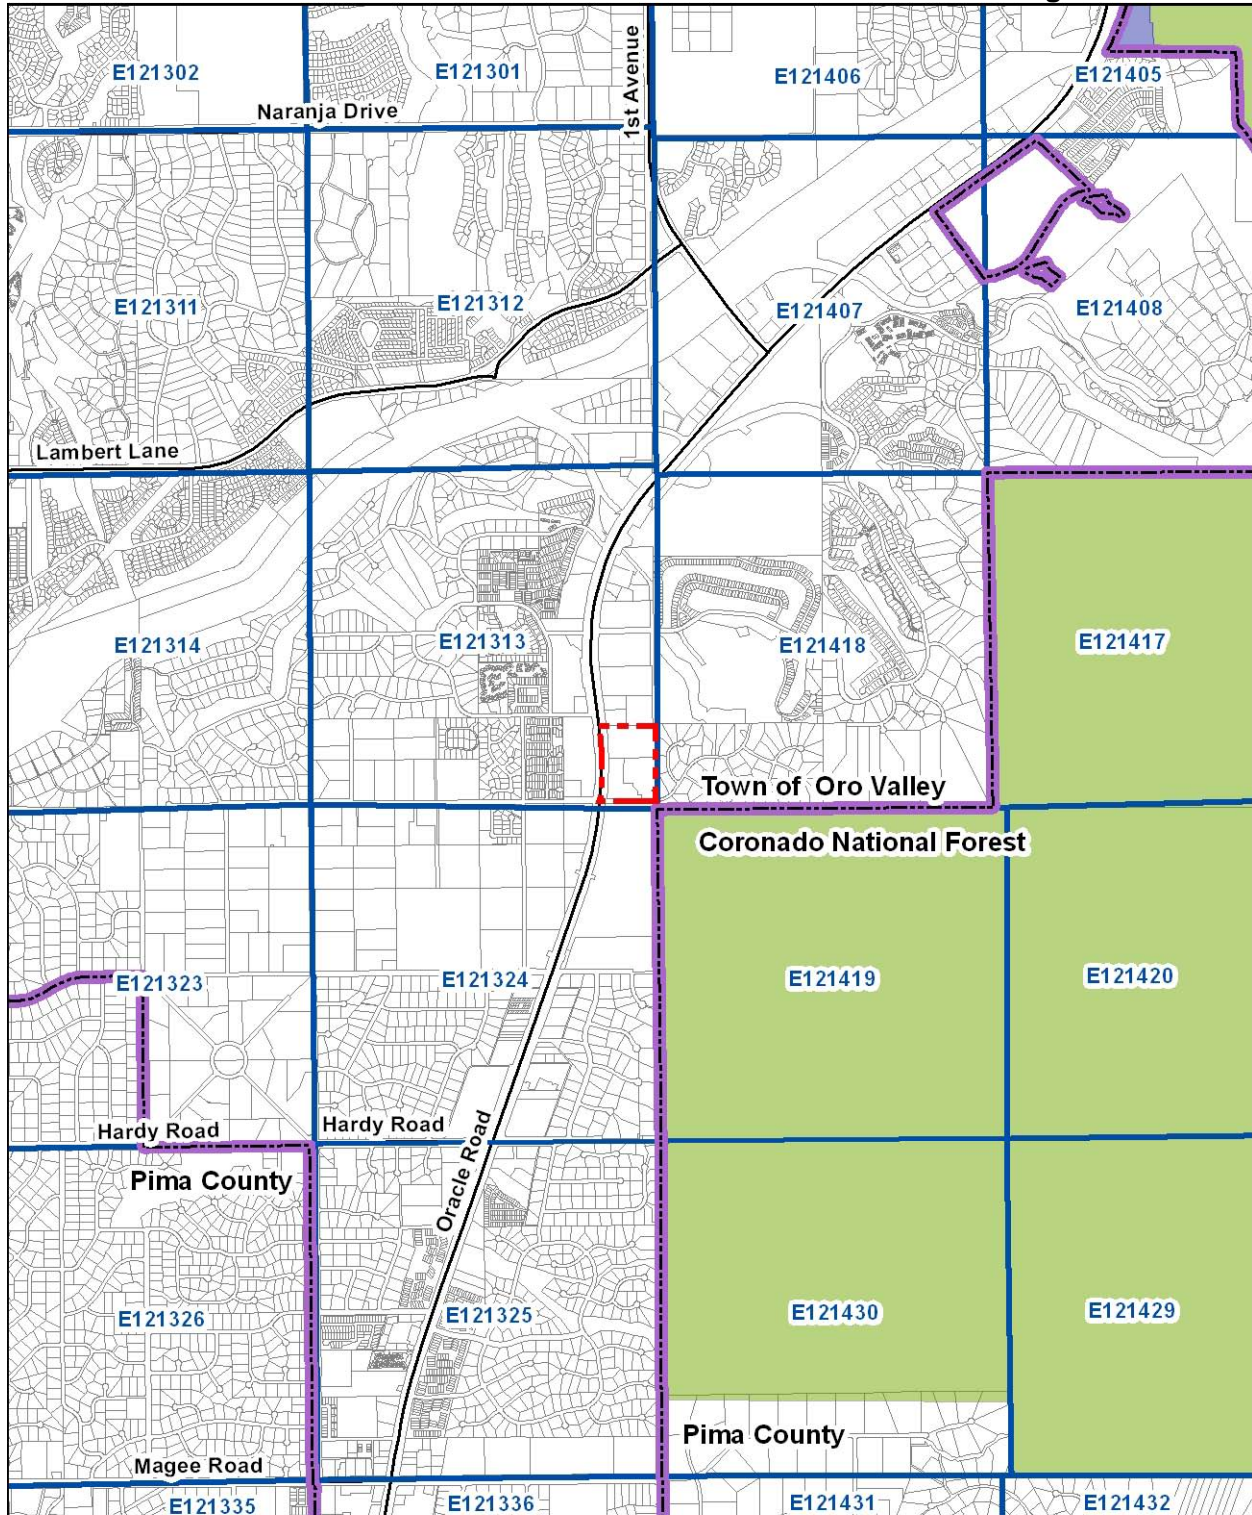 E121302
E121301
1st Avenue
E121406
E121405
Naranja Drive
E121311
E121312
E121407
E121408
Lambert Lane
E121314
E121313
E121418
E121417
Town of Oro Valley
Coronado National Forest
E121323
E121324
E121419
E121420
Hardy Road
Hardy Road
Oracle Road
Pima County
E121326
E121325
E121430
E121429
Pima County
Magee Road
E121335
E121336
E121431
E121432